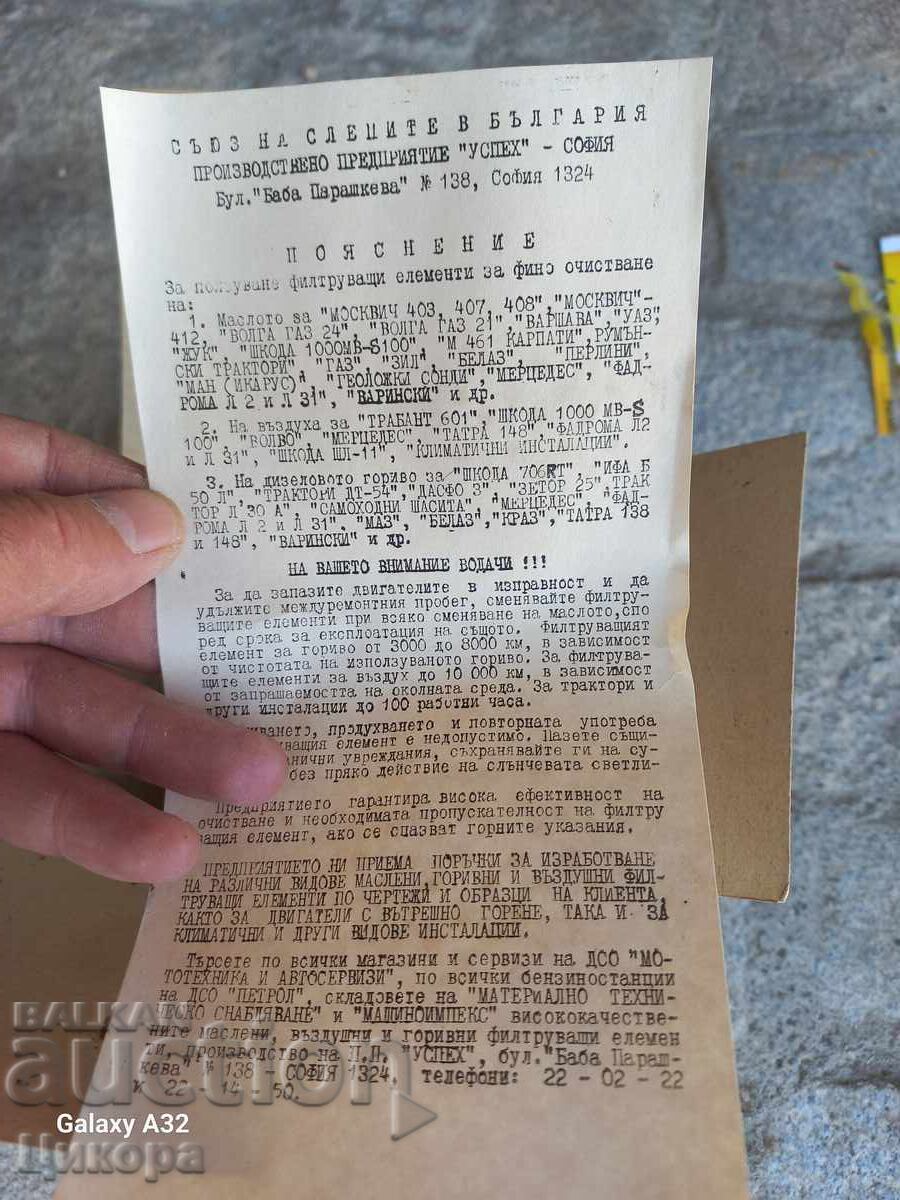 СЪЮЗ НА СЛЕПИТЕ В БЪЛГАРИЯ
ПРОИЗВОДСТВЕНО ПРЕДПРИЯТИЕ "УСПЕХ" - СОФИЯ
Бул."Баба Парашкева" № 138, София 1324
ПОЯСНЕНИЕ
За ползуване филтруващи елементи за фино очистване
на:
1. Маслото за "МОСКВИЧ 403, 407, 408","МОСКВИЧ"-
412, "ВОЛГА ГАЗ 24", "ВОЛГА ГАЗ 21", "ВАРШАВА", "УАЗ",
"ЖУК", "ШКОДА 1000МВ-S100", "М 461 КАРПАТИ", РУМЪН-
СКИ ТРАКТОРИ", "ГАЗ", "ЗИЛ", "БЕЛАЗ", "ПЕРЛИНИ",
"МАН (ИКАРУС)", "ГЕОЛОЖКИ СОНДИ", "МЕРЦЕДЕС", "ФАД-
РОМА Л 2 и Л 31", "ВАРИНСКИ" и др.
2. На въздуха за "ТРАБАНТ 601", "ШКОДА 1000 МВ-S
100", "ВОЛВО", "МЕРЦЕДЕС", "ТАТРА 148", "ФАДРОМА Л2
и Л 31", "ШКОДА ШЛ-11", "КЛИМАТИЧНИ ИНСТАЛАЦИИ".
3. На дизеловото гориво за "ШКОДА 706RT", "ИФА Б
50 Л", "ТРАКТОРИ ДТ-54","ДАСФО 3", "ЗЕТОР 25", ТРАК
ТОР Л 30 А", "САМОХОДНИ ШАСИТА", "МЕРЦЕДЕС", "ФАД-
РОМА Л 2 и Л 31", "МАЗ", "БЕЛАЗ","КРАЗ","ТАТРА 138
и 148", "ВАРИНСКИ" и др.
НА ВАШЕТО ВНИМАНИЕ ВОДАЧИ !!!
За да запазите двигателите в изправност и да
удължите междуремонтния пробег, сменявайте филтру-
ващите елементи при всяко сменяване на маслото,спо
ред срока за експлоатация на същото. Филтруващият
елемент за гориво от 3000 до 8000 км, в зависимост
от чистотата на използуваното гориво. За филтрува-
щите елементи за въздух до 10 000 км, в зависимост
от запрашаемостта на околната среда. За трактори и
други инсталации до 100 работни часа.
продухването и повторната употреба
елемент е недопустимо. Пазете същи-
увреждания, съхранявайте ги на су-
без пряко действие на слънчевата светли-
Предприятието гарантира висока ефективност на
очистване и необходимата пропускателност на филтру
ващия елемент, ако се спазват горните указания.
ПРЕДПРИЯТИЕТО НИ ПРИЕМА ПОРЪЧКИ ЗА ИЗРАБОТВАНЕ
НА РАЗЛИЧНИ ВИДОВЕ МАСЛЕНИ,ГОРИВНИ И ВЪЗДУШНИ ФИЛ-
ТРУВАЩИ ЕЛЕМЕНТИ ПО ЧЕРТЕЖИ И ОБРАЗЦИ НА КЛИЕНТА,
КАКТО ЗА ДВИГАТЕЛИ С ВЪТРЕШНО ГОРЕНЕ, ТАКА И ЗА
КЛИМАТИЧНИ И ДРУГИ ВИДОВЕ ИНСТАЛАЦИИ.
Търсете по всички магазини и сервизи на ДСО "МО-
ТОТЕХНИКА И АВТОСЕРВИЗИ", по всички бензиностанции
на ДСО "ПЕТРОЛ", складовете на "МАТЕРИАЛНО ТЕХНИ-
ЧЕСКО СНАБДЯВАНЕ" и "МАШИНОИМПЕКС" висококачестве-
ните маслени, въздушни и горивни филтруващи елемен
ти, производство на П.П. "УСПЕХ", бул. "Баба Параш-
кева" № 138 - СОФИЯ 1324, телефони: 22 - 02 - 22
и 22 - 14 - 50.
BALKAN
auction
Galaxy A32
Цикора